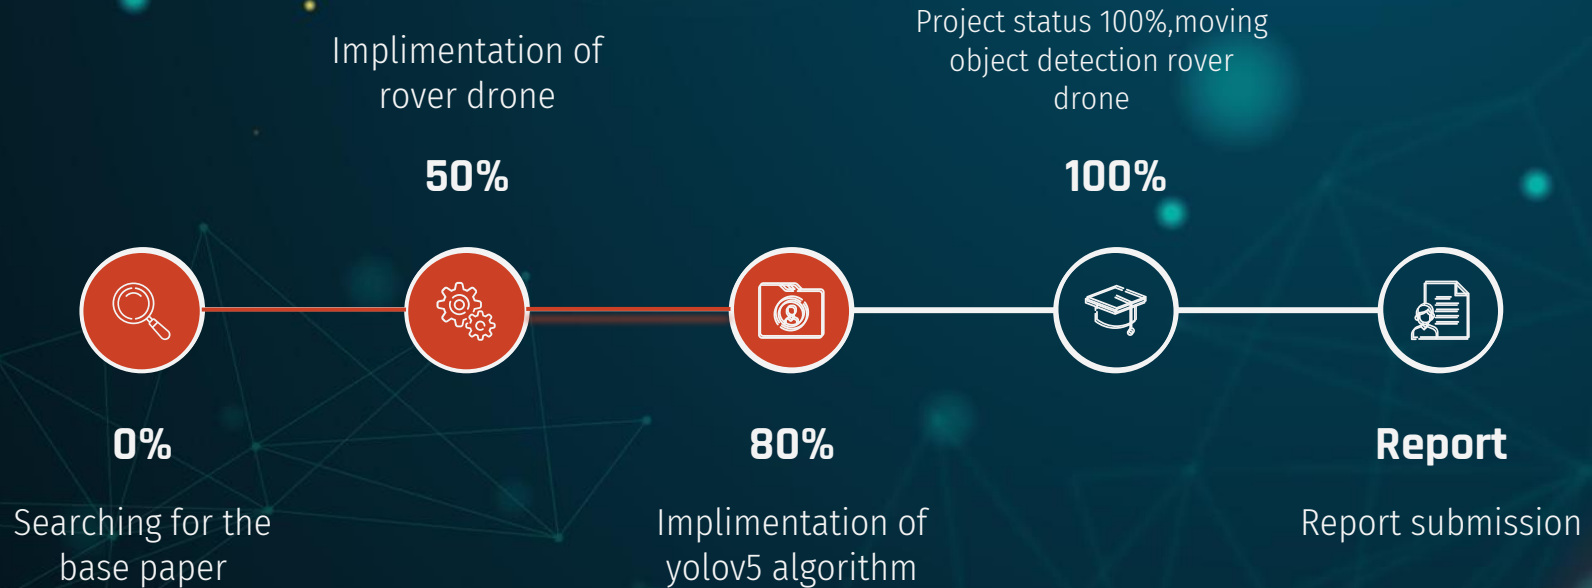 Implimentation of
rover drone
50%
Project status 100%,moving
object detection rover
drone
100%
0%
Searching for the
base paper
80%
Implimentation of
yolov5 algorithm
Report
Report submission